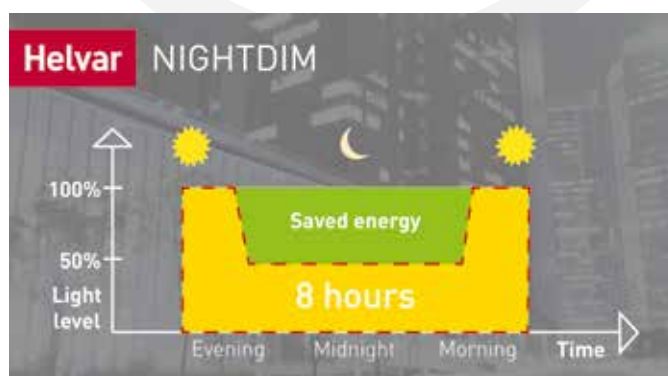 Helvar NIGHTDIM
100%
Saved energy
50%
8 hours
Light
level
Evening Midnight Morning Time